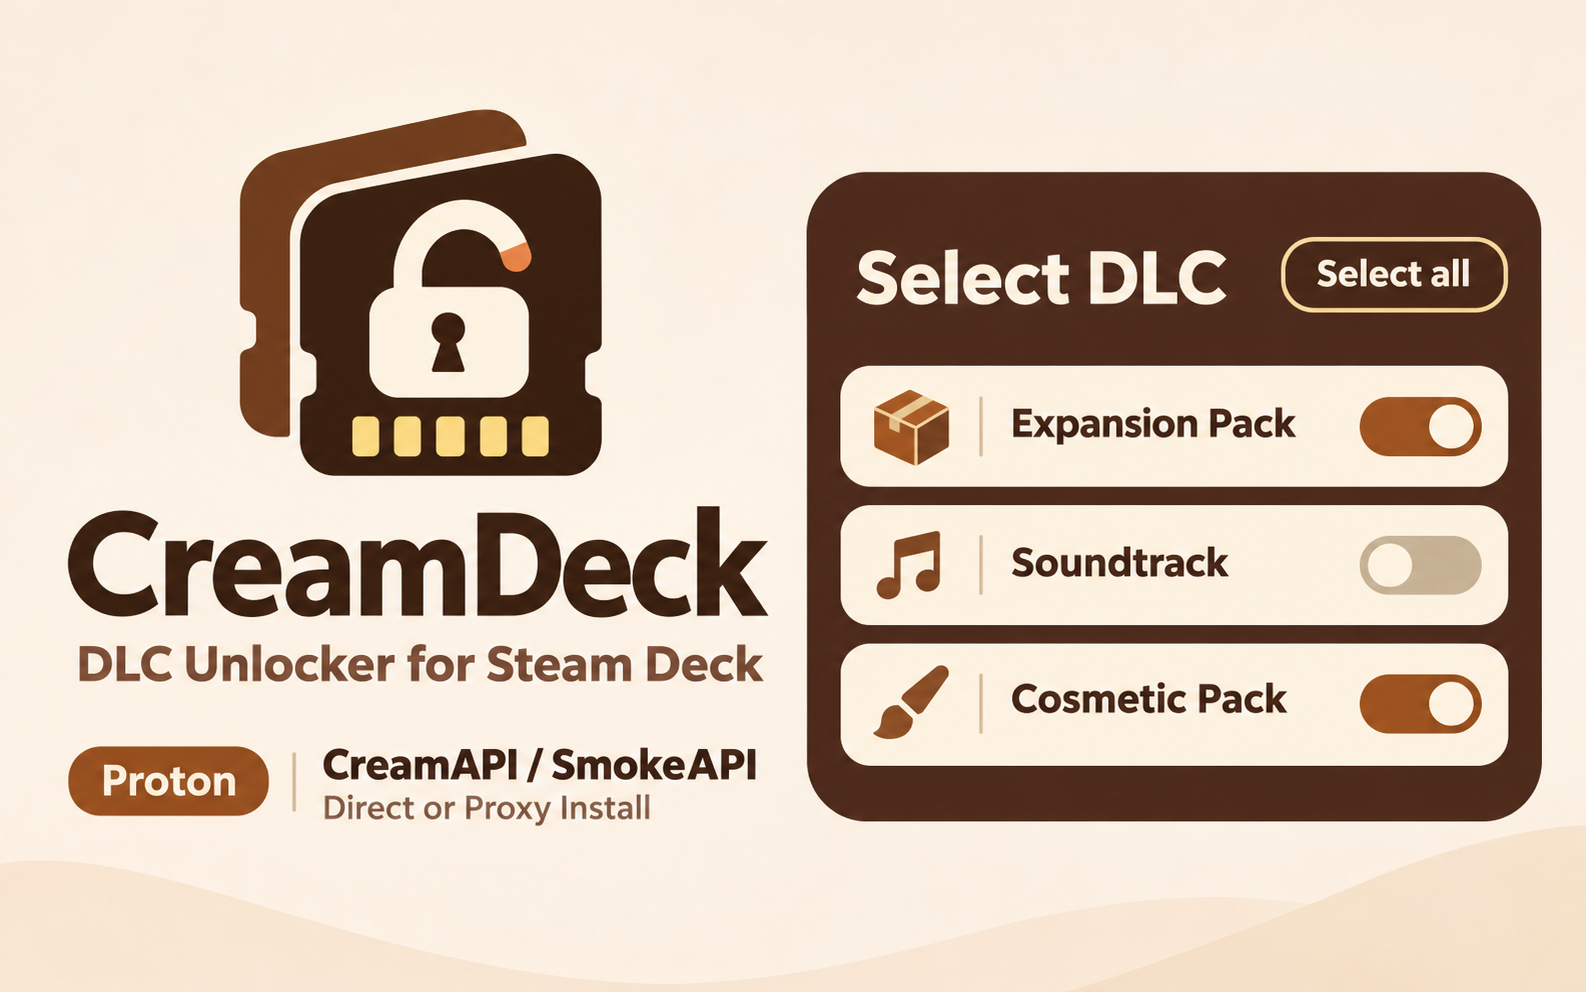 CreamDeck
DLC Unlocker for Steam Deck
Proton
CreamAPI / SmokeAPI
Direct or Proxy Install
Select DLC
Select all
Expansion Pack
Soundtrack
Cosmetic Pack